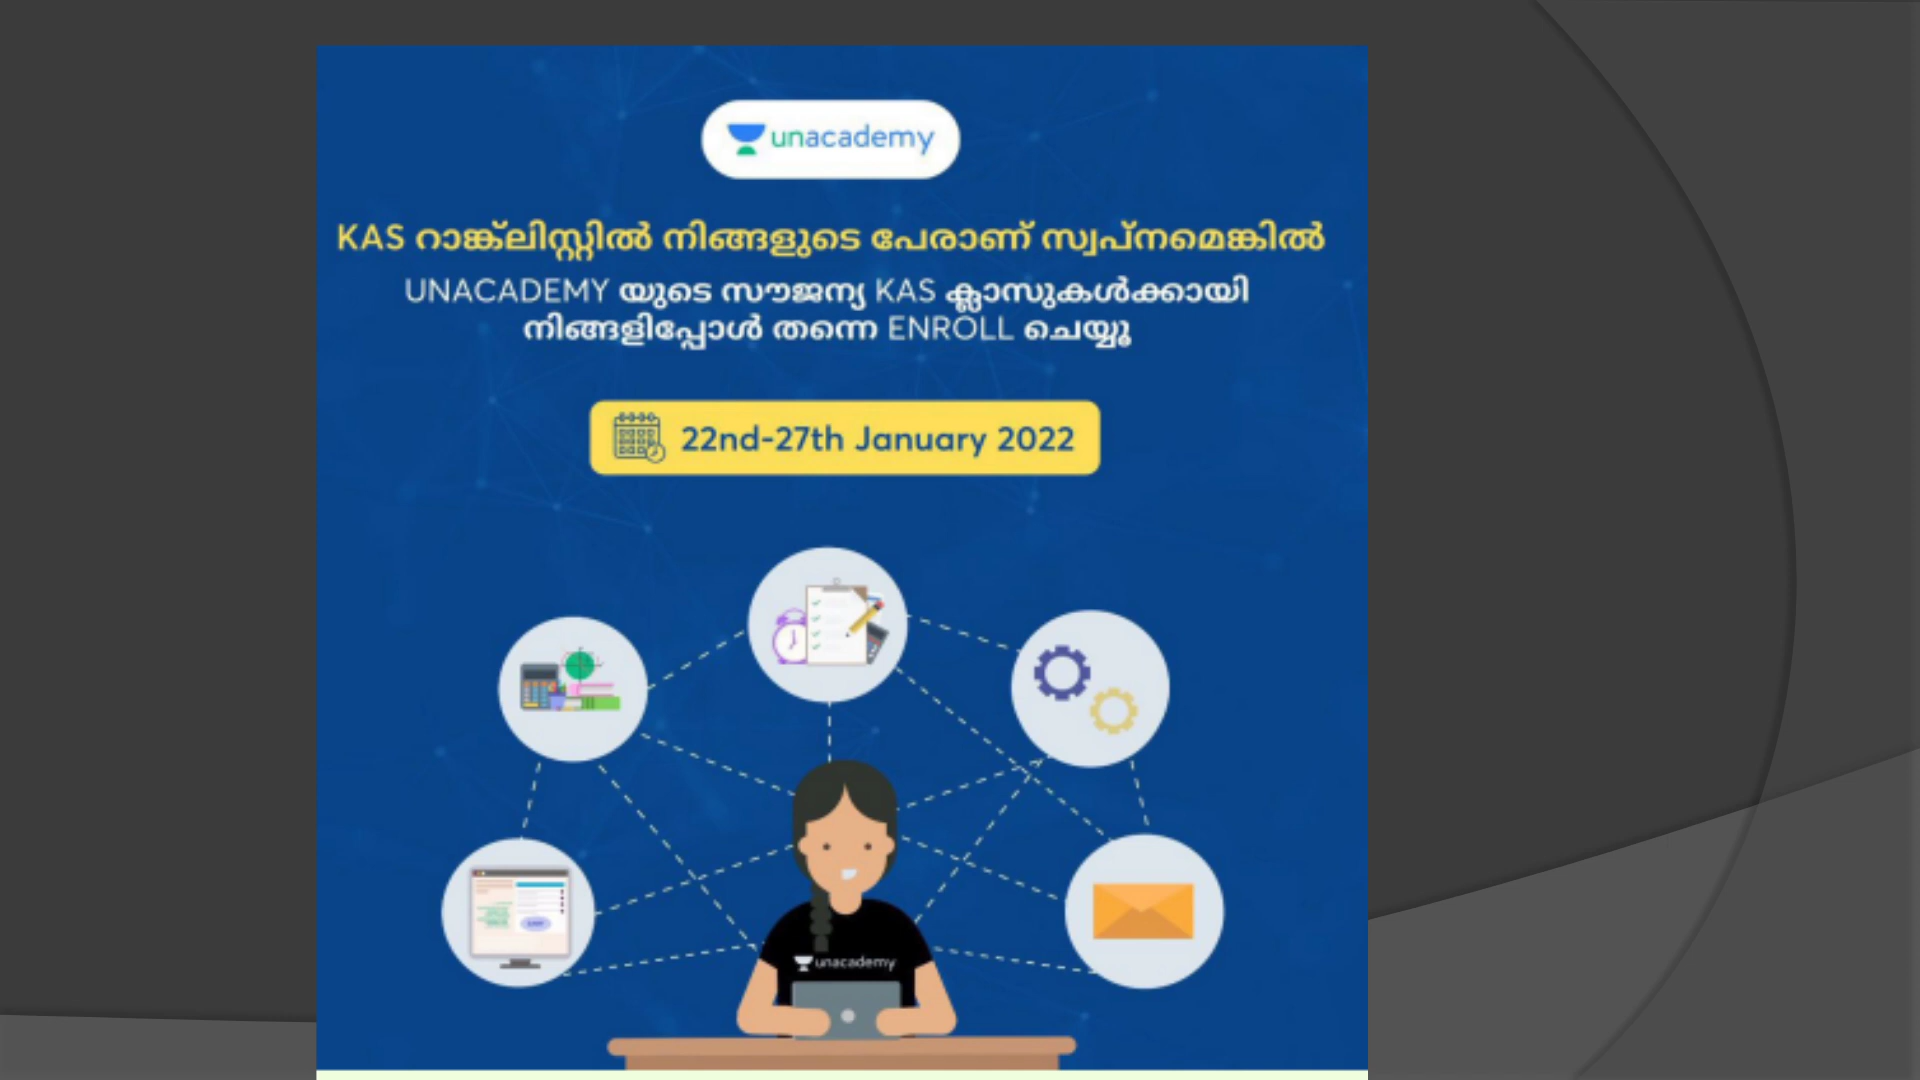 unacademy
KAS റാങ്ക്ലിസ്റ്റിൽ നിങ്ങളുടെ പേരാണ് സ്വപ്നമെങ്കിൽ
UNACADEMY യുടെ സൗജന്യ KAS ക്ലാസുകൾക്കായി
നിങ്ങളിപ്പോൾ തന്നെ ENROLL ചെയ്യൂ
22nd-27th January 2022
unacademy